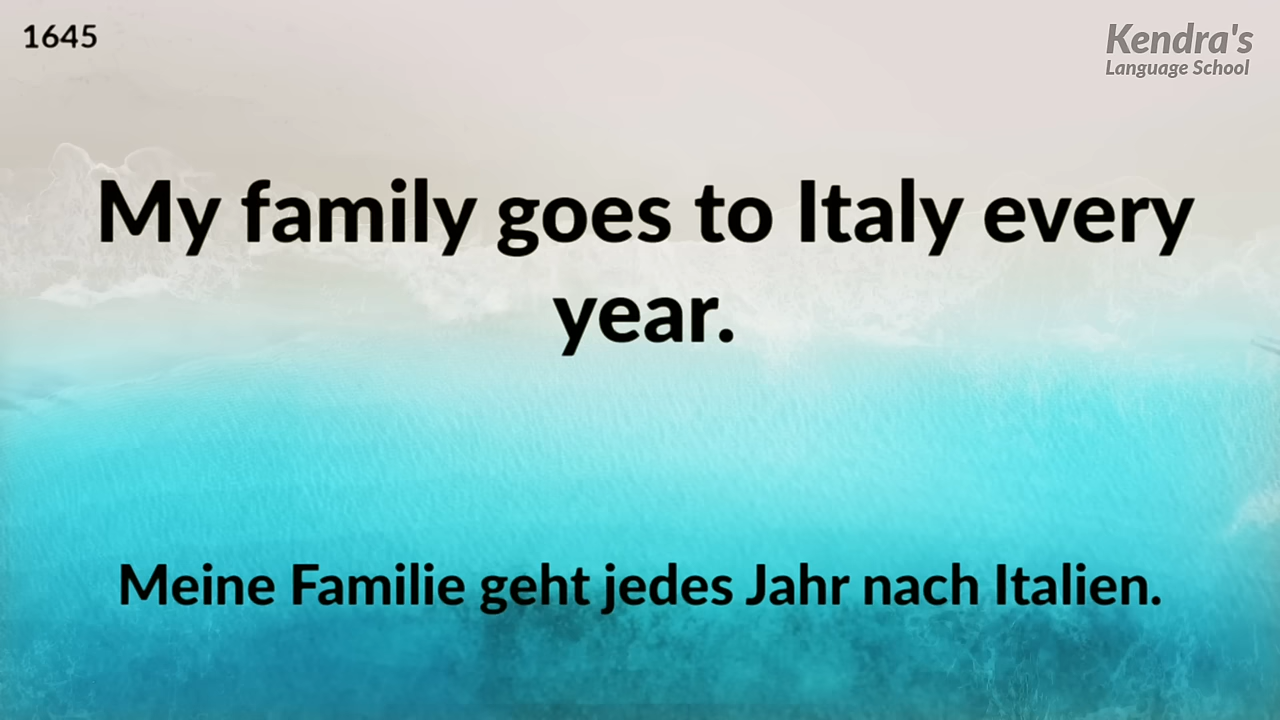 1645
Kendra's
Language School
My family goes to Italy every
year.
Meine Familie geht jedes Jahr nach Italien.